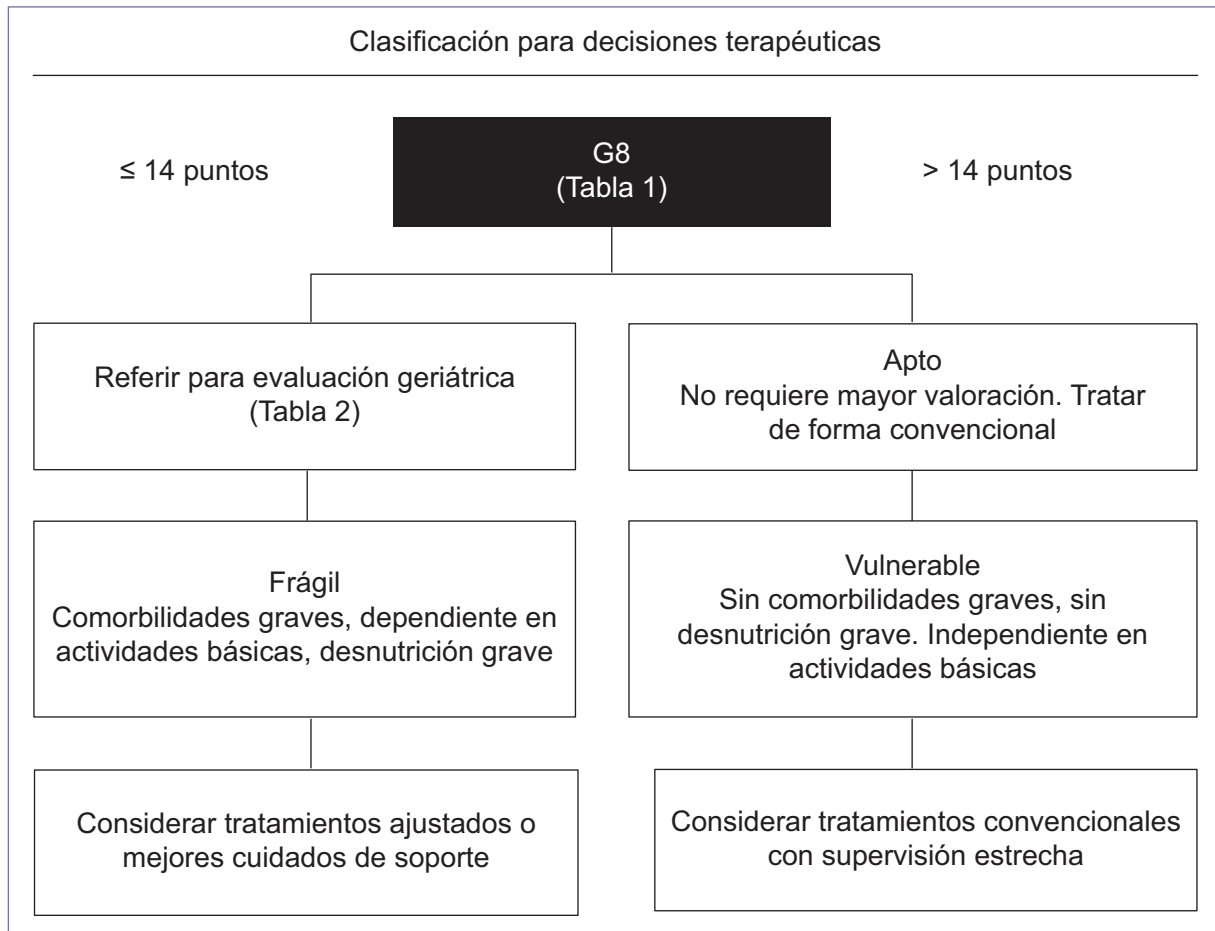 Clasificación para decisiones terapéuticas
≤ 14 puntos
G8
(Tabla 1)
> 14 puntos
Referir para evaluación geriátrica
(Tabla 2)
Apto
No requiere mayor valoración. Tratar
de forma convencional
Frágil
Comorbilidades graves, dependiente en
actividades básicas, desnutrición grave
Vulnerable
Sin comorbilidades graves, sin
desnutrición grave. Independiente en
actividades básicas
Considerar tratamientos ajustados o
mejores cuidados de soporte
Considerar tratamientos convencionales
con supervisión estrecha